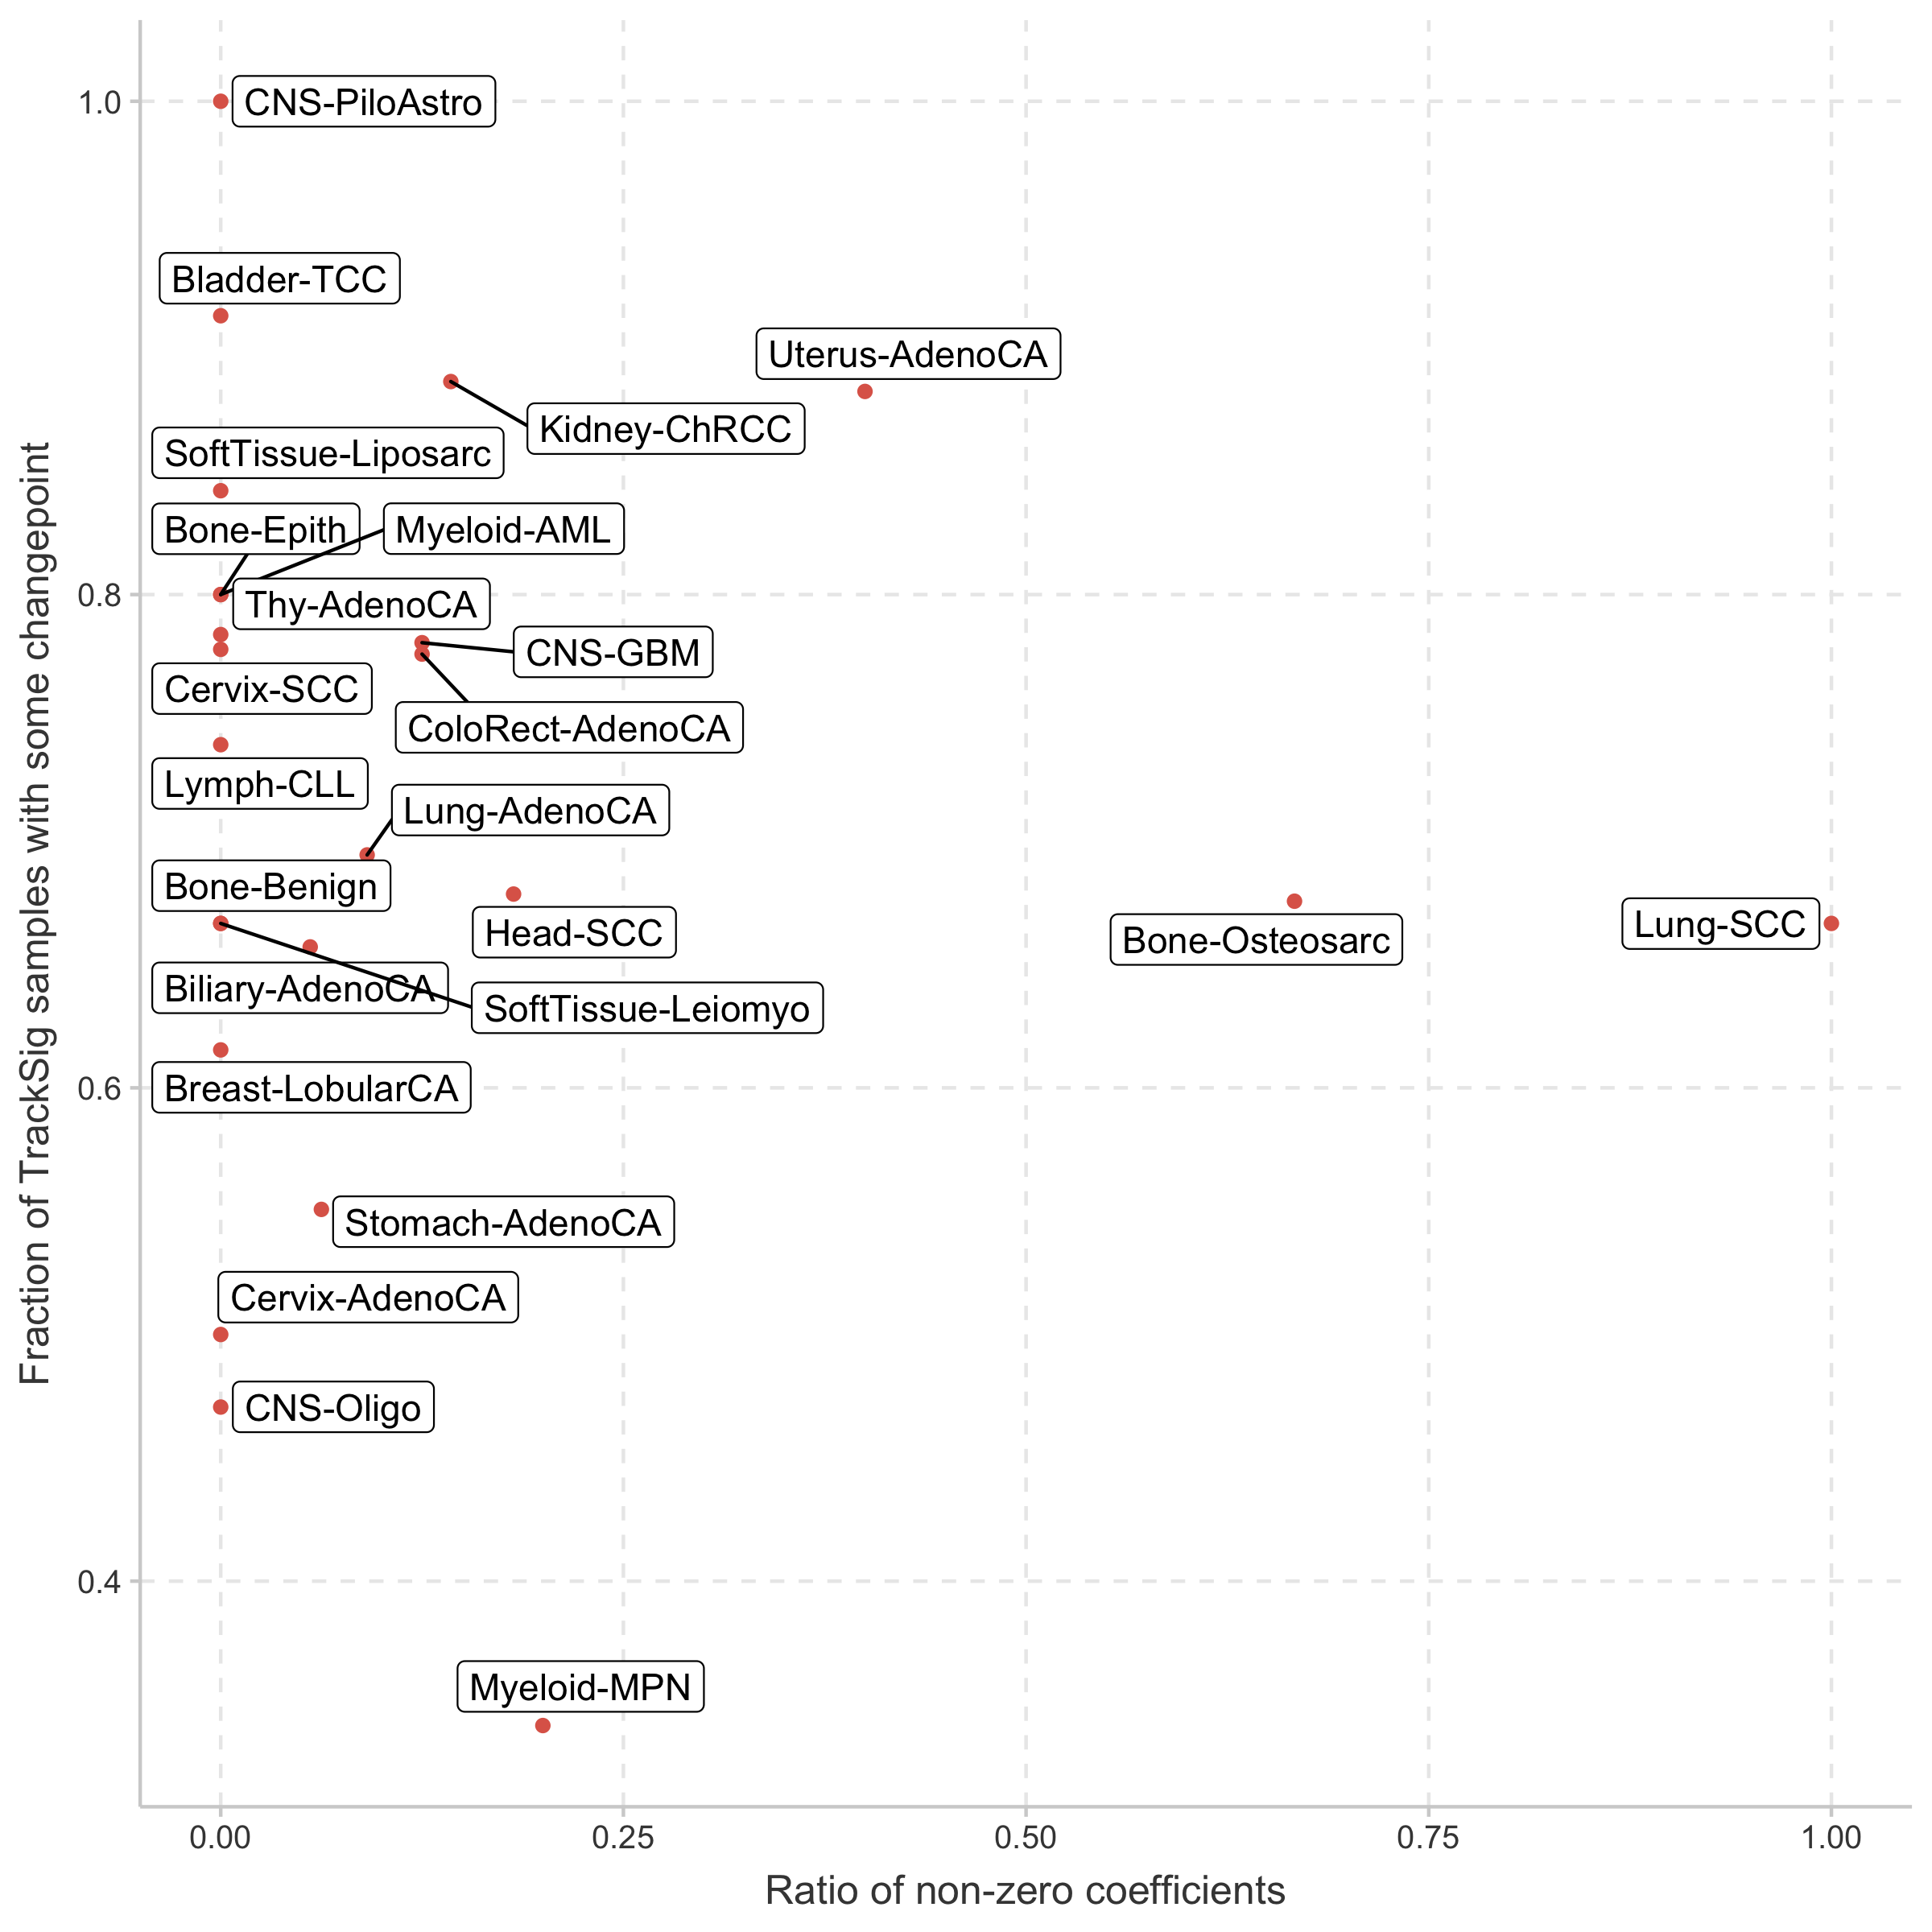 Fraction of TrackSig samples with some changepoint
1.0
0.8
0.6
0.4
CNS-PiloAstro
Bladder-TCC
Uterus-AdenoCA
Kidney-ChRCC
SoftTissue-Liposarc
Bone-Epith
Myeloid-AML
Thy-AdenoCA
CNS-GBM
Cervix-SCC
ColoRect-AdenoCA
Lymph-CLL
Lung-AdenoCA
Bone-Benign
Head-SCC
Bone-Osteosarc
Lung-SCC
Biliary-AdenoCA
SoftTissue-Leiomyo
Breast-LobularCA
Stomach-AdenoCA
Cervix-AdenoCA
CNS-Oligo
Myeloid-MPN
0.00
0.25
0.50
0.75
1.00
Ratio of non-zero coefficients